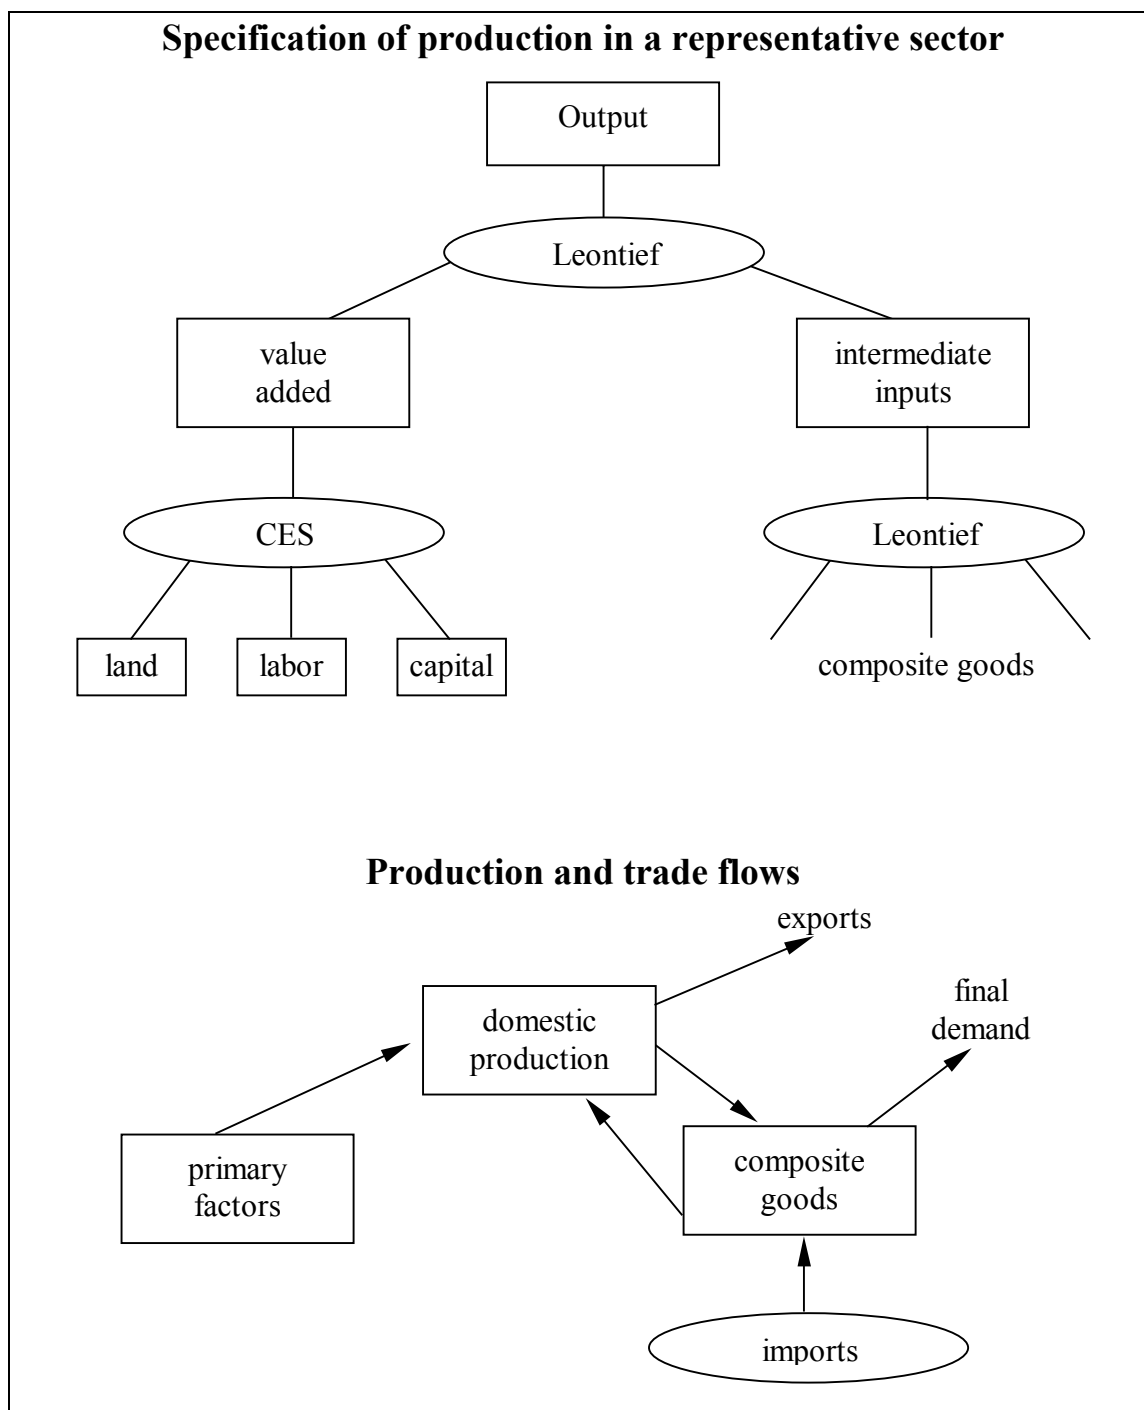 Specification of production in a representative sector
Output
Leontief
value
added
intermediate
inputs
CES
Leontief
land
labor
capital
composite goods
Production and trade flows
exports
final
demand
domestic
production
primary
factors
composite
goods
imports